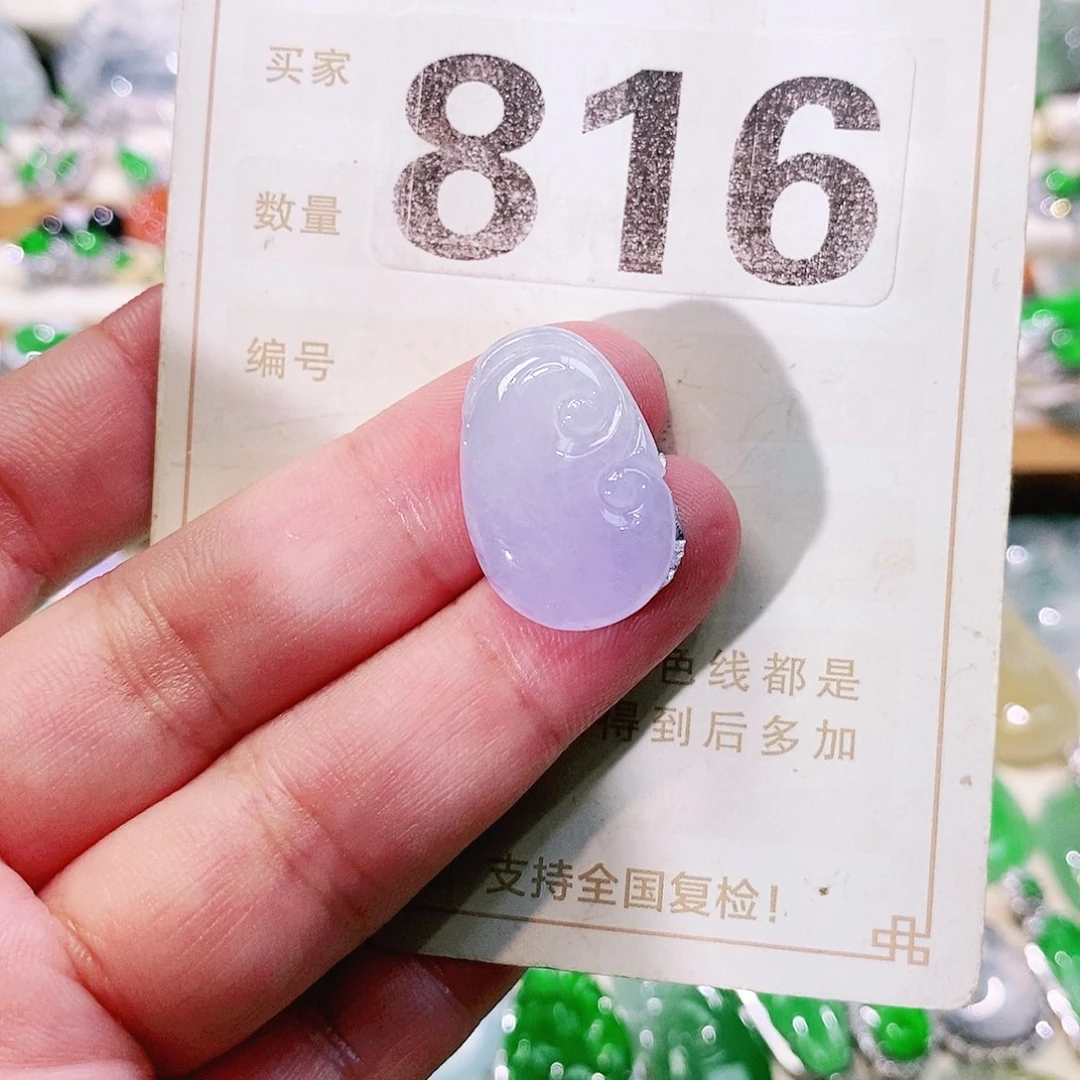 买家
816
数量
编号
色线都是
得到后多加
支持全国复检！